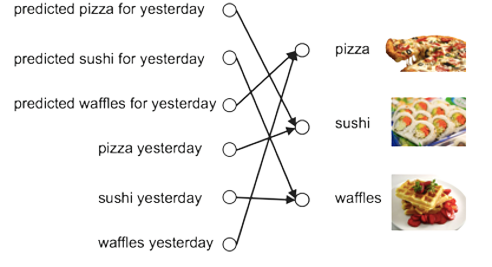 predicted pizza for yesterday
predicted sushi for yesterday
predicted waffles for yesterday
pizza yesterday
sushi yesterday
waffles yesterday
pizza
sushi
waffles